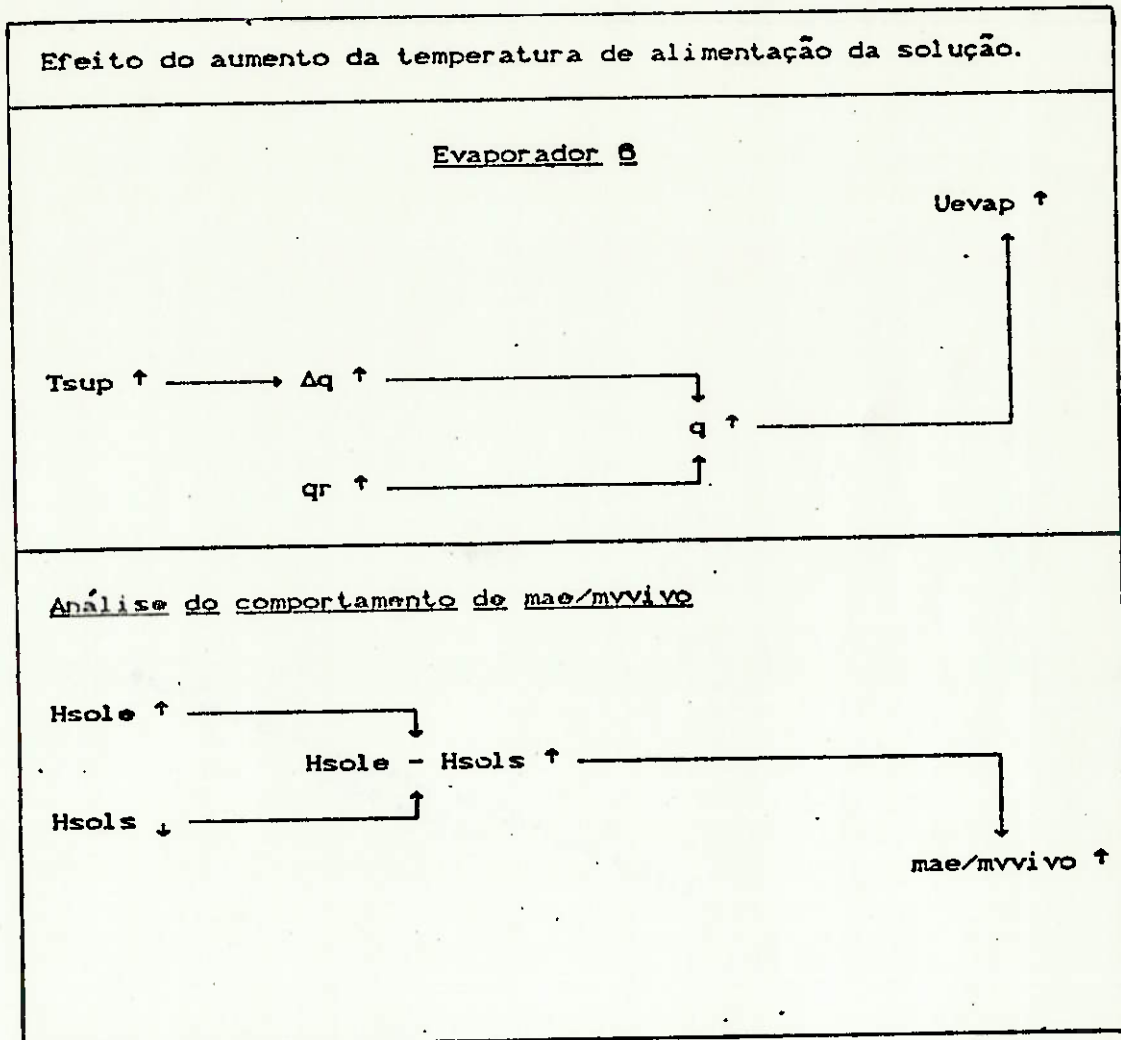 Efeito do aumento da temperatura de alimentação da solução.
Evaporador 6
Uevap ↑
Tsup ↑ → Δq ↑
q ↑
qr ↑
Análise do comportamento de mae/mvvivo
Hsole ↑
Hsole - Hsols ↑
Hsols ↓
mae/mvvivo ↑